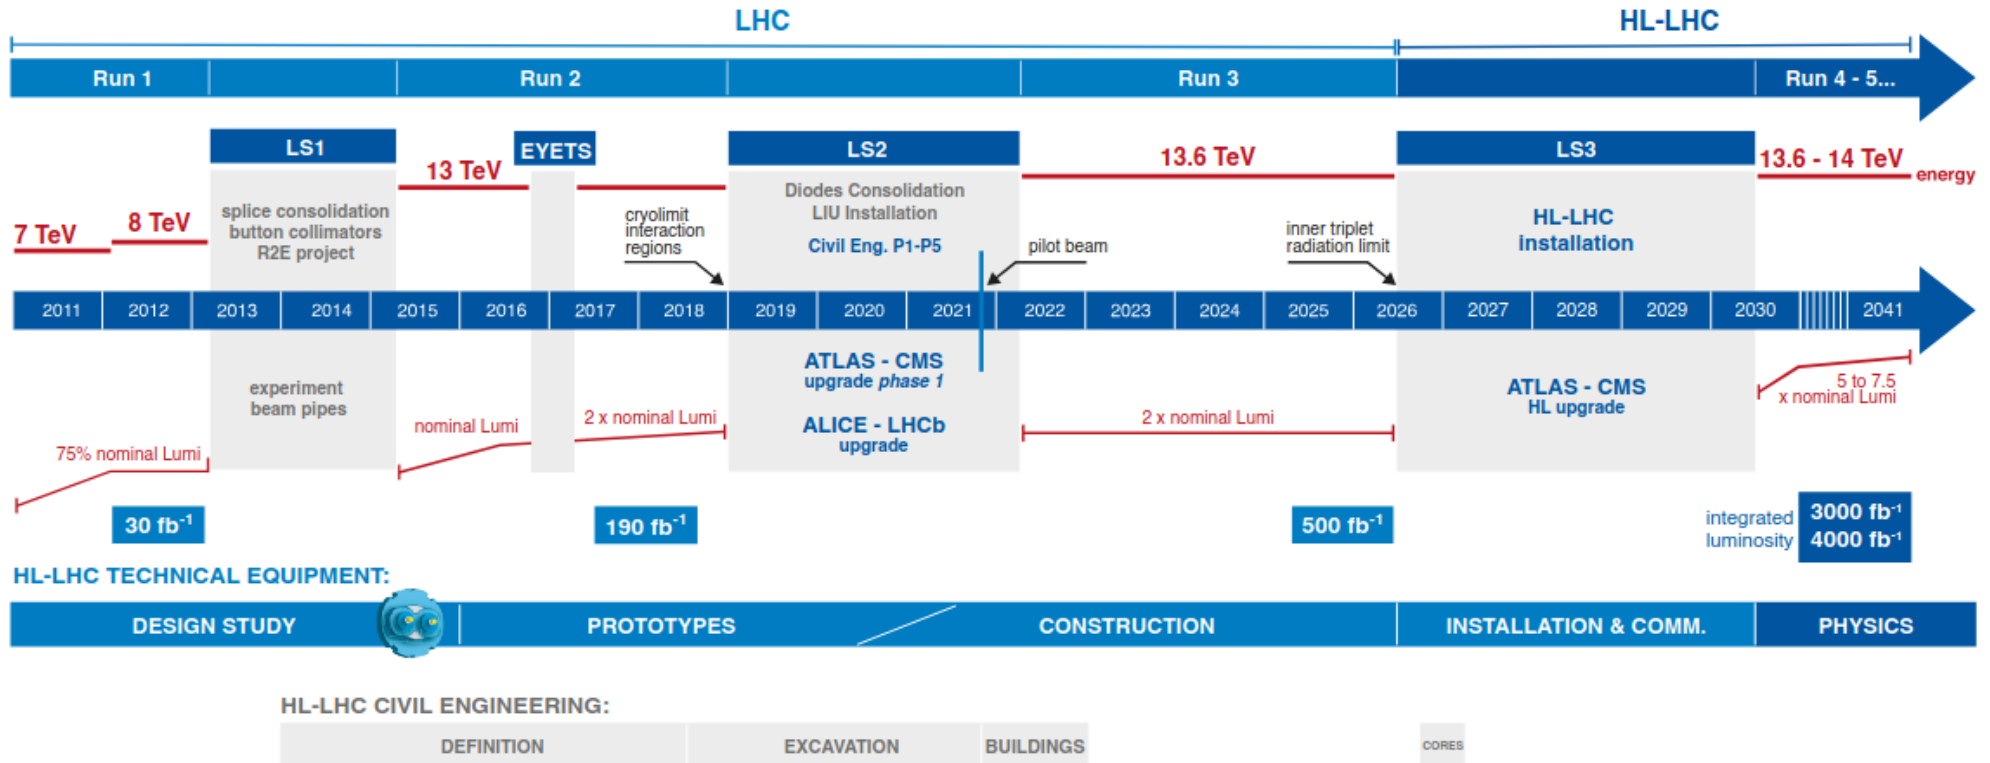 LHC
HL-LHC
Run 1
Run 2
Run 3
Run 4 - 5...
LS1
EYETS
LS2
LS3
13 TeV
13.6 TeV
13.6 - 14 TeV
energy
7 TeV
8 TeV
splice consolidation
button collimators
R2E project
cryolimit
interaction
regions
Diodes Consolidation
LIU Installation
Civil Eng. P1-P5
pilot beam
inner triplet
radiation limit
HL-LHC
installation
2011
2012
2013
2014
2015
2016
2017
2018
2019
2020
2021
2022
2023
2024
2025
2026
2027
2028
2029
2030
2041
experiment
beam pipes
75% nominal Lumi
nominal Lumi
2 x nominal Lumi
ATLAS - CMS
upgrade phase 1
ALICE - LHCb
upgrade
2 x nominal Lumi
ATLAS - CMS
HL upgrade
5 to 7.5
x nominal Lumi
30 fb⁻¹
190 fb⁻¹
500 fb⁻¹
integrated
luminosity
3000 fb⁻¹
4000 fb⁻¹
HL-LHC TECHNICAL EQUIPMENT:
DESIGN STUDY
PROTOTYPES
CONSTRUCTION
INSTALLATION & COMM.
PHYSICS
HL-LHC CIVIL ENGINEERING:
DEFINITION
EXCAVATION
BUILDINGS
CORES